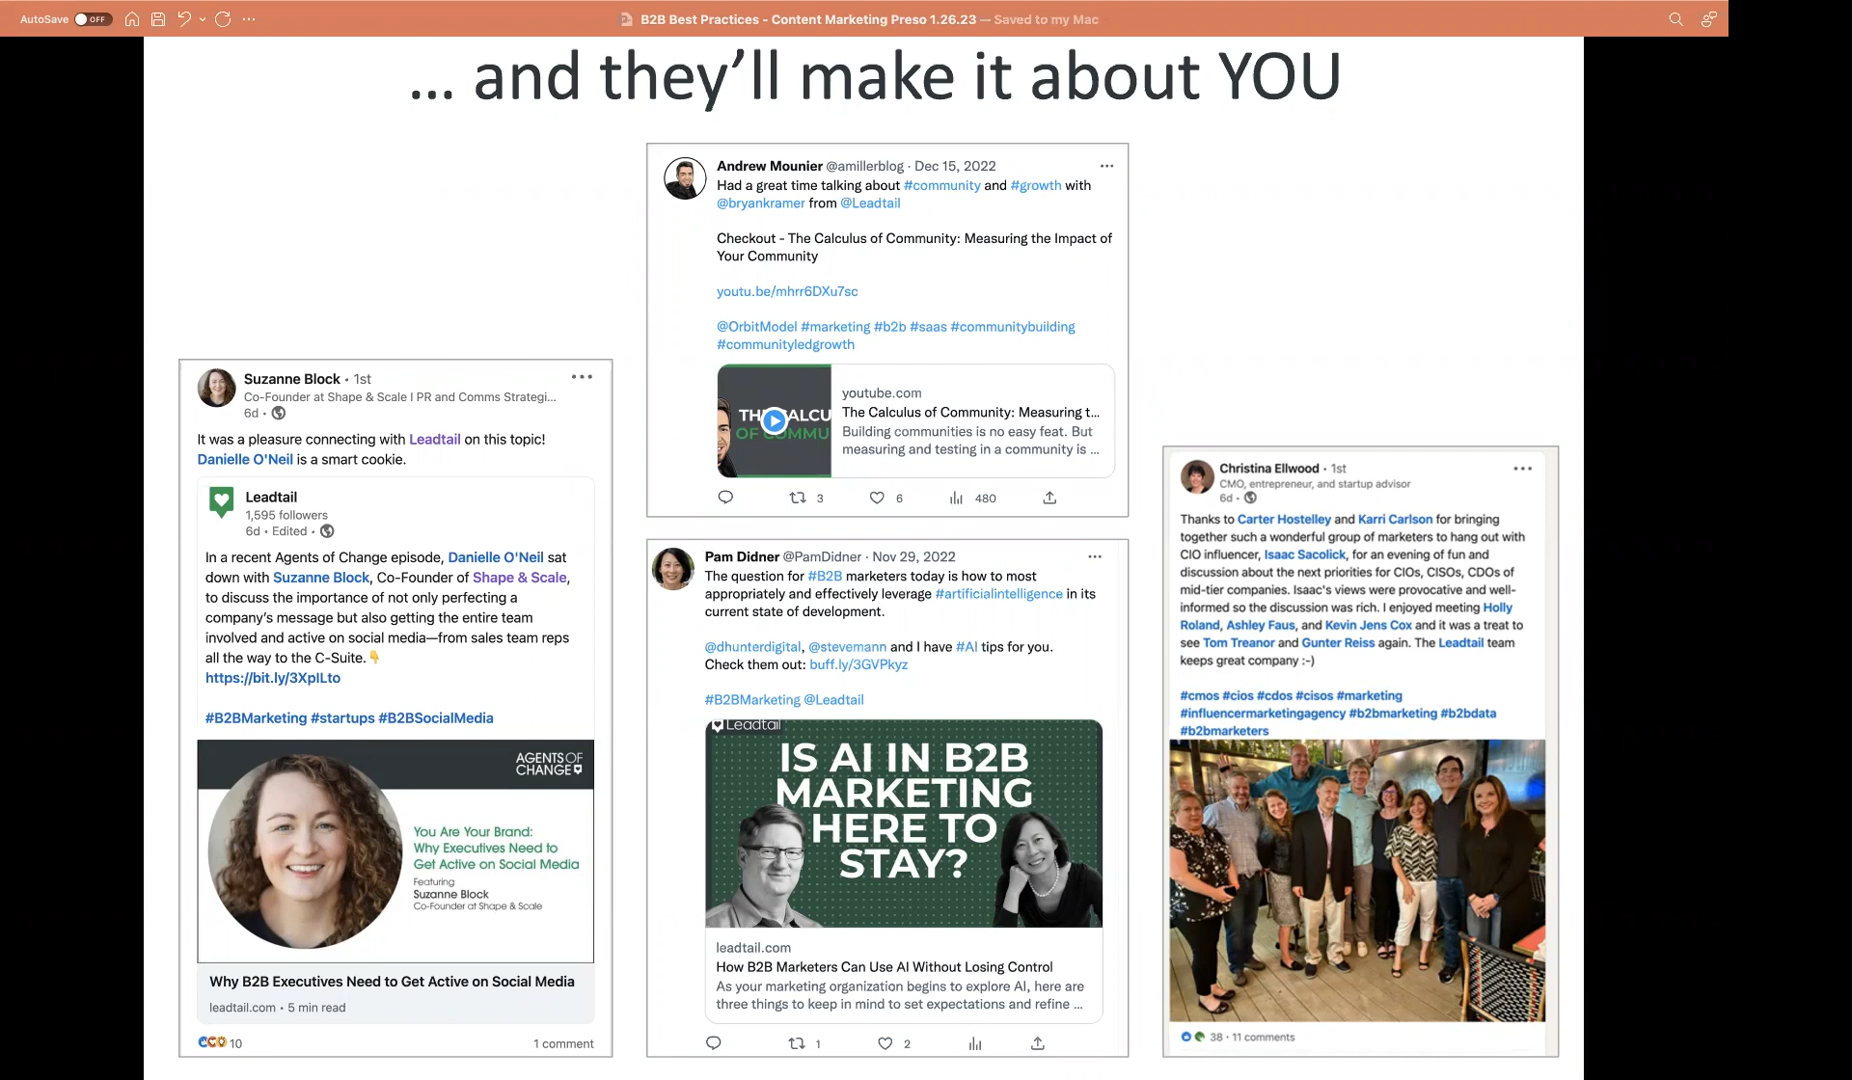 AutoSave OFF
B2B Best Practices - Content Marketing Preso 1.26.23 — Saved to my Mac
... and they’ll make it about YOU
Andrew Mounier @amillerblog · Dec 15, 2022
Had a great time talking about #community and #growth with
@bryankramer from @Leadtail
Checkout - The Calculus of Community: Measuring the Impact of
Your Community
youtu.be/mhrr6DXu7sc
@OrbitModel #marketing #b2b #saas #communitybuilding
#communityledgrowth
THE CALCU
OF COMMU
youtube.com
The Calculus of Community: Measuring t...
Building communities is no easy feat. But
measuring and testing in a community is ...
3 6 480
Suzanne Block • 1st
Co-Founder at Shape & Scale I PR and Comms Strategi...
6d •
It was a pleasure connecting with Leadtail on this topic!
Danielle O'Neil is a smart cookie.
Leadtail
1,595 followers
6d • Edited •
In a recent Agents of Change episode, Danielle O'Neil sat
down with Suzanne Block, Co-Founder of Shape & Scale,
to discuss the importance of not only perfecting a
company’s message but also getting the entire team
involved and active on social media—from sales team reps
all the way to the C-Suite.👇
https://bit.ly/3XpILto
#B2BMarketing #startups #B2BSocialMedia
AGENTS OF
CHANGE
You Are Your Brand:
Why Executives Need to
Get Active on Social Media
Featuring
Suzanne Block
Co-Founder at Shape & Scale
Why B2B Executives Need to Get Active on Social Media
leadtail.com • 5 min read
10 1 comment
Pam Didner @PamDidner · Nov 29, 2022
The question for #B2B marketers today is how to most
appropriately and effectively leverage #artificialintelligence in its
current state of development.
@dhunterdigital, @stevemann and I have #AI tips for you.
Check them out: buff.ly/3GVPkyz
#B2BMarketing @Leadtail
Leadtail
IS AI IN B2B
MARKETING
HERE TO
STAY?
leadtail.com
How B2B Marketers Can Use AI Without Losing Control
As your marketing organization begins to explore AI, here are
three things to keep in mind to set expectations and refine ...
1 2
Christina Ellwood • 1st
CMO, entrepreneur, and startup advisor
6d •
Thanks to Carter Hostelley and Karri Carlson for bringing
together such a wonderful group of marketers to hang out with
CIO influencer, Isaac Sacolick, for an evening of fun and
discussion about the next priorities for CIOs, CISOs, CDOs of
mid-tier companies. Isaac's views were provocative and well-
informed so the discussion was rich. I enjoyed meeting Holly
Roland, Ashley Faus, and Kevin Jens Cox and it was a treat to
see Tom Treanor and Gunter Reiss again. The Leadtail team
keeps great company :-)
#cmos #cios #cdos #cisos #marketing
#influencermarketingagency #b2bmarketing #b2bdata
#b2bmarketers
38 · 11 comments